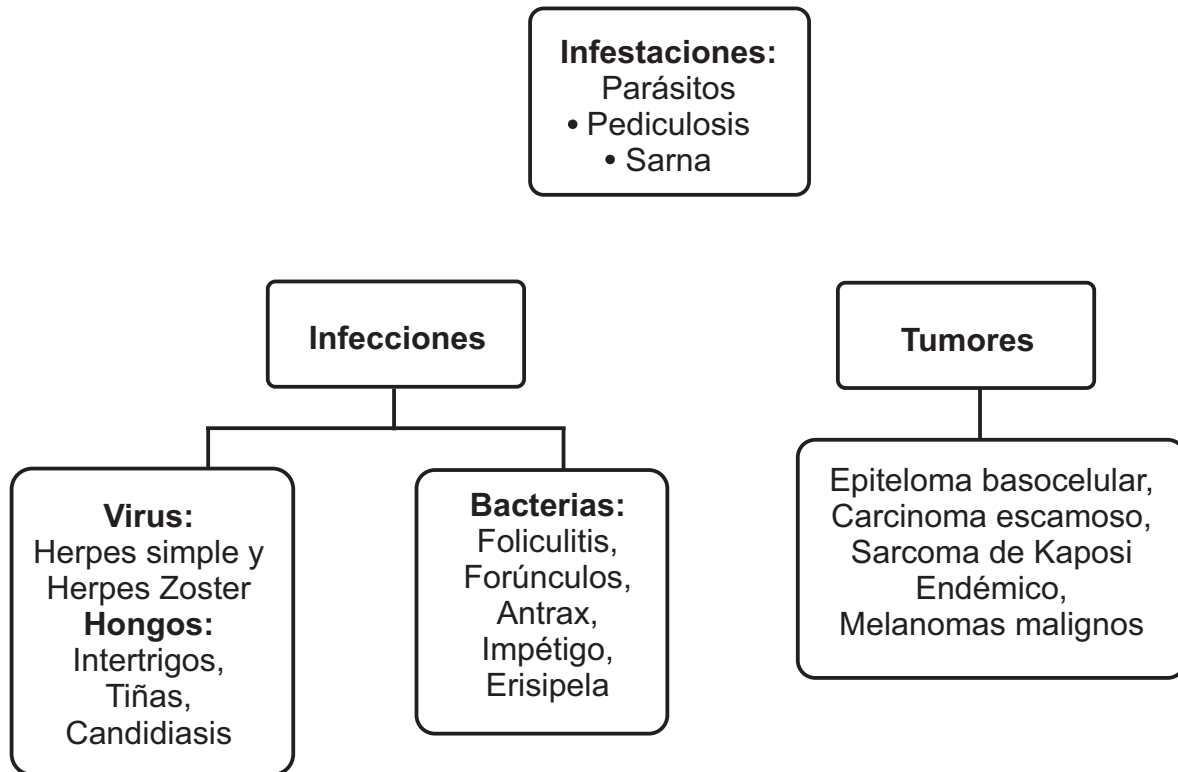 Infestaciones:
Parásitos
• Pediculosis
• Sarna
Infecciones
Tumores
Virus:
Herpes simple y
Herpes Zoster
Hongos:
Intertrigos,
Tiñas,
Candidiasis
Bacterias:
Foliculitis,
Forúnculos,
Antrax,
Impétigo,
Erisipela
Epiteloma basocelular,
Carcinoma escamoso,
Sarcoma de Kaposi
Endémico,
Melanomas malignos